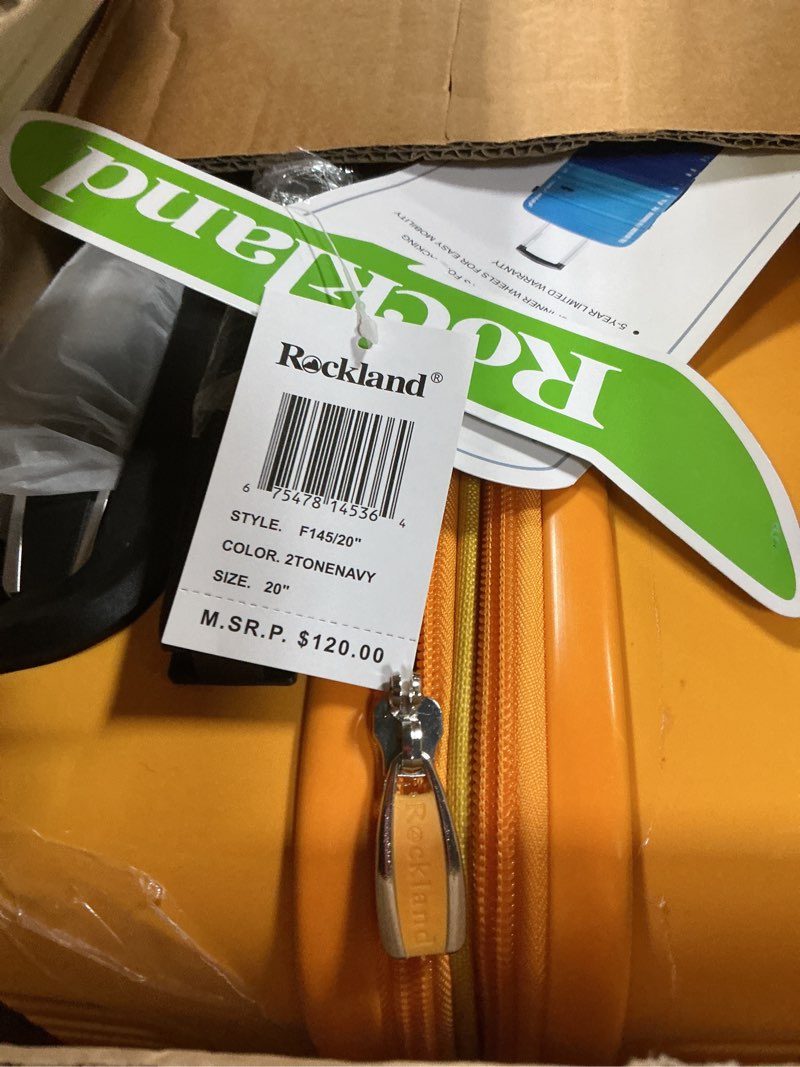 Rockland
• 5-YEAR LIMITED WARRANTY
INNER WHEELS FOR EASY MOBILITY
Rockland®
6 75478 14536 4
STYLE. F145/20"
COLOR. 2TONENAVY
SIZE. 20"
M.SR.P. $120.00
Rockland